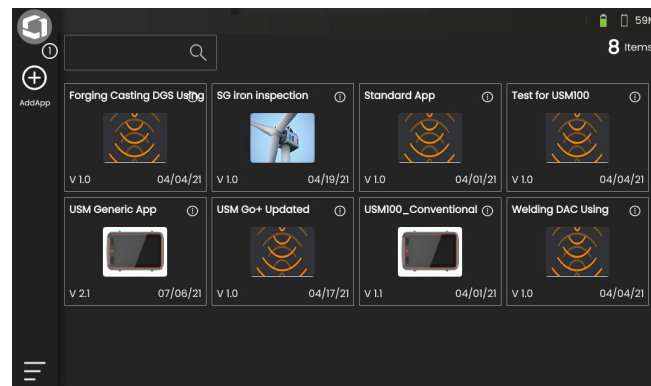 59M
1
8 Items
AddApp
Forging Casting DGS Using
V 1.0 04/04/21
SG iron inspection
V 1.0 04/19/21
Standard App
V 1.0 04/01/21
Test for USM100
V 1.0 04/04/21
USM Generic App
V 2.1 07/06/21
USM Go+ Updated
V 1.0 04/17/21
USM100_Conventional
V 1.1 04/01/21
Welding DAC Using
V 1.0 04/04/21